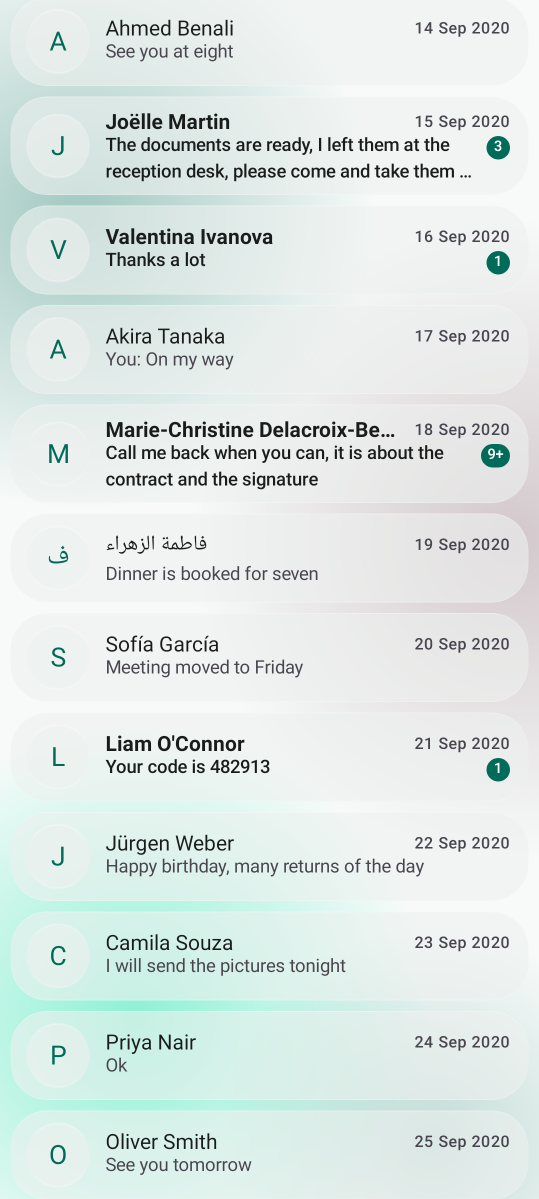 A
Ahmed Benali
14 Sep 2020
See you at eight
J
Joëlle Martin
15 Sep 2020
The documents are ready, I left them at the
3
reception desk, please come and take them ...
V
Valentina Ivanova
16 Sep 2020
Thanks a lot
1
A
Akira Tanaka
17 Sep 2020
You: On my way
M
Marie-Christine Delacroix-Be...
18 Sep 2020
Call me back when you can, it is about the
9+
contract and the signature
ف
فاطمة الزهراء
19 Sep 2020
Dinner is booked for seven
S
Sofía García
20 Sep 2020
Meeting moved to Friday
L
Liam O'Connor
21 Sep 2020
Your code is 482913
1
J
Jürgen Weber
22 Sep 2020
Happy birthday, many returns of the day
C
Camila Souza
23 Sep 2020
I will send the pictures tonight
P
Priya Nair
24 Sep 2020
Ok
O
Oliver Smith
25 Sep 2020
See you tomorrow